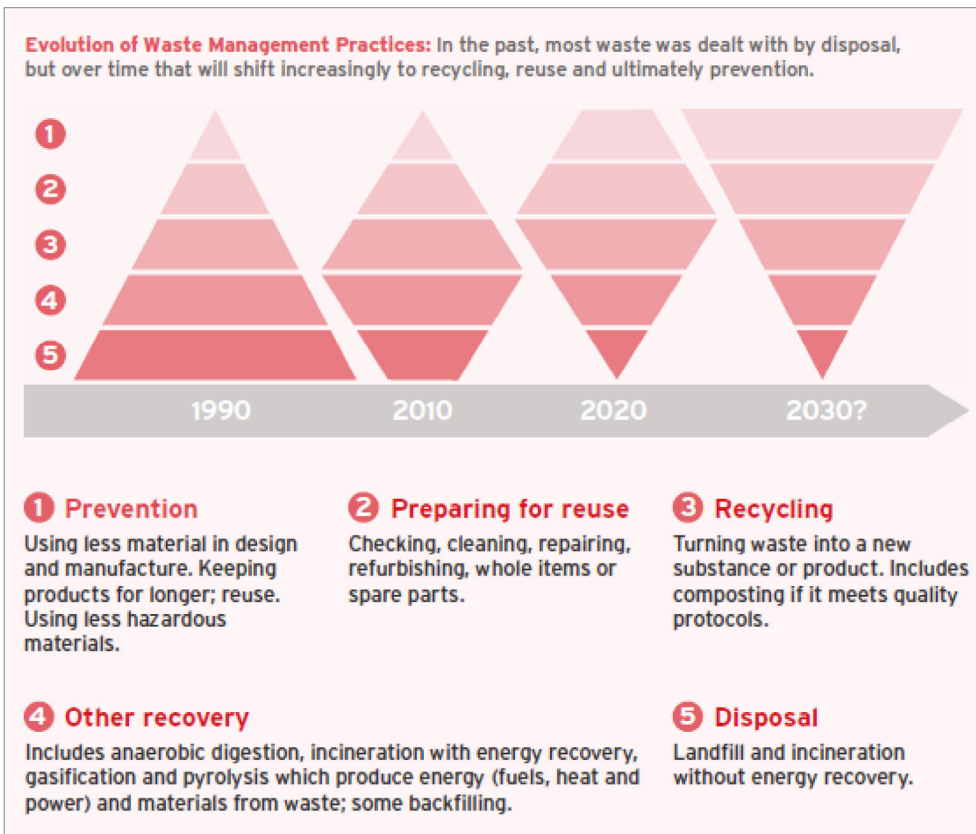 Evolution of Waste Management Practices: In the past, most waste was dealt with by disposal,
but over time that will shift increasingly to recycling, reuse and ultimately prevention.
1
2
3
4
5
1990 2010 2020 2030?
1 Prevention
Using less material in design
and manufacture. Keeping
products for longer; reuse.
Using less hazardous
materials.
2 Preparing for reuse
Checking, cleaning, repairing,
refurbishing, whole items or
spare parts.
3 Recycling
Turning waste into a new
substance or product. Includes
composting if it meets quality
protocols.
4 Other recovery
Includes anaerobic digestion, incineration with energy recovery,
gasification and pyrolysis which produce energy (fuels, heat and
power) and materials from waste; some backfilling.
5 Disposal
Landfill and incineration
without energy recovery.